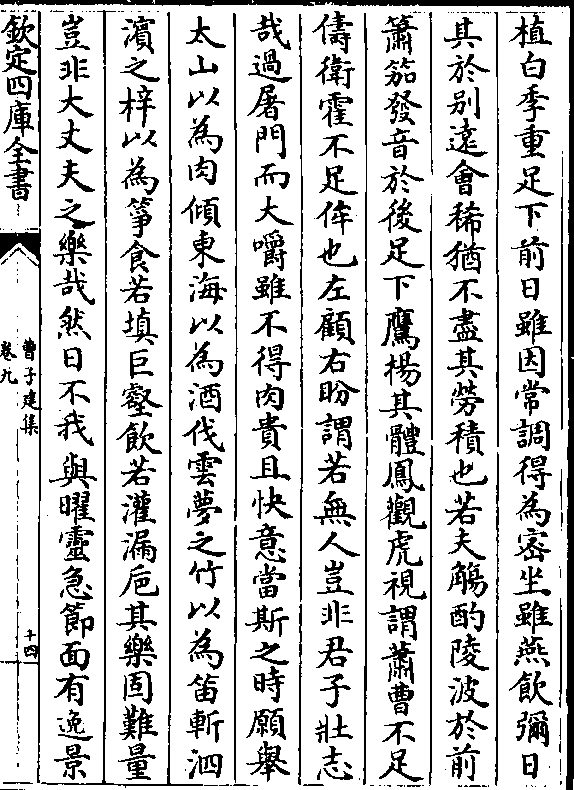 植白季重足下前日雖因常調得為宻坐雖燕飲彌日
其於别遠會稀猶不盡其勞積也若夫觴酌陵波於前
簫笳發音於後足下鷹揚其體鳳觀虎視謂蕭曹不足
儔衛霍不足侔也左顧右盼謂若無人豈非君子壯志
哉過屠門而大嚼雖不得肉貴且快意當斯之時願舉
太山以為肉傾東海以為酒伐雲夢之竹以為笛斬泗
濱之梓以為箏食若填巨壑飲若灌漏巵其樂固難量
豈非大丈夫之樂哉然日不我與曜靈急節面有逸景
欽定四庫全書
曹子建集
卷九
十四